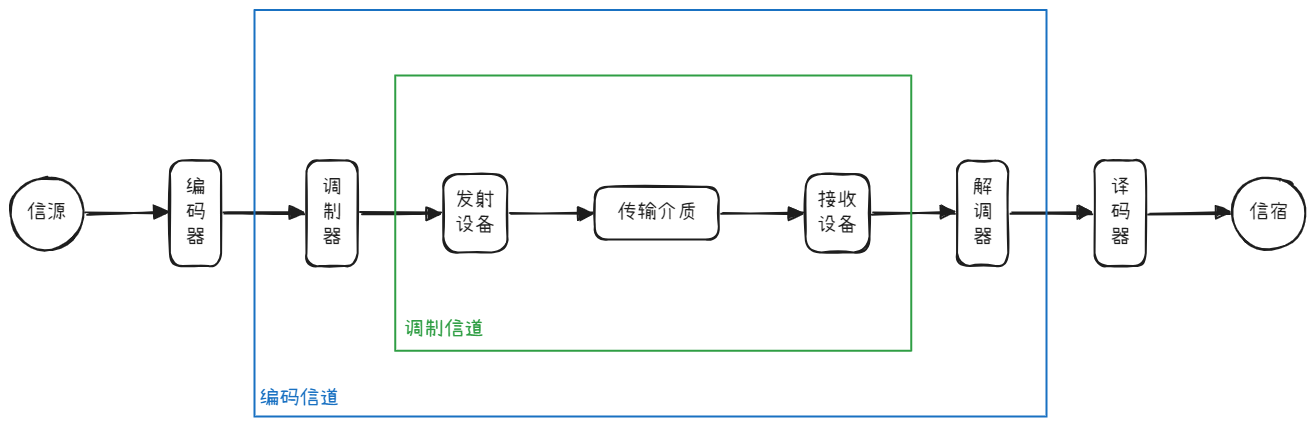 信源
编
码
器
调
制
器
发射
设备
传输介质
接收
设备
解
调
器
译
码
器
信宿
调制信道
编码信道